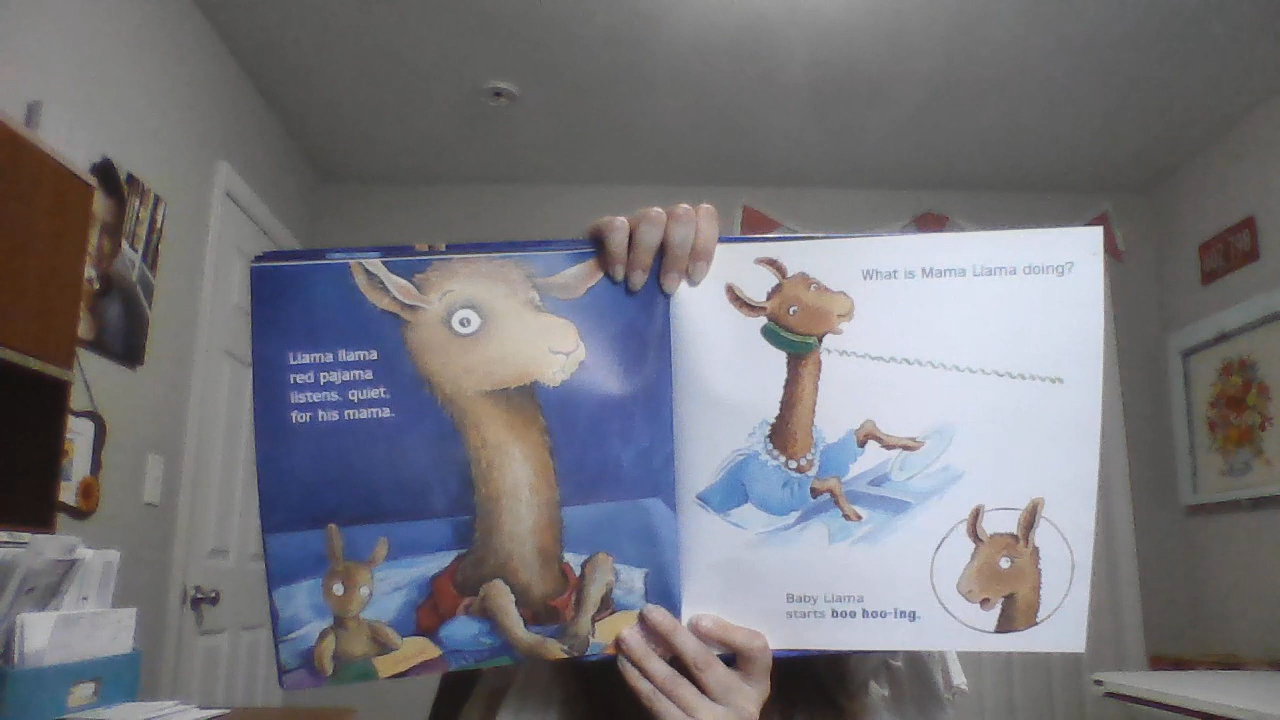 Llama llama
red pajama
listens, quiet,
for his mama.
What is Mama Llama doing?
Baby Llama
starts boo hoo-ing.